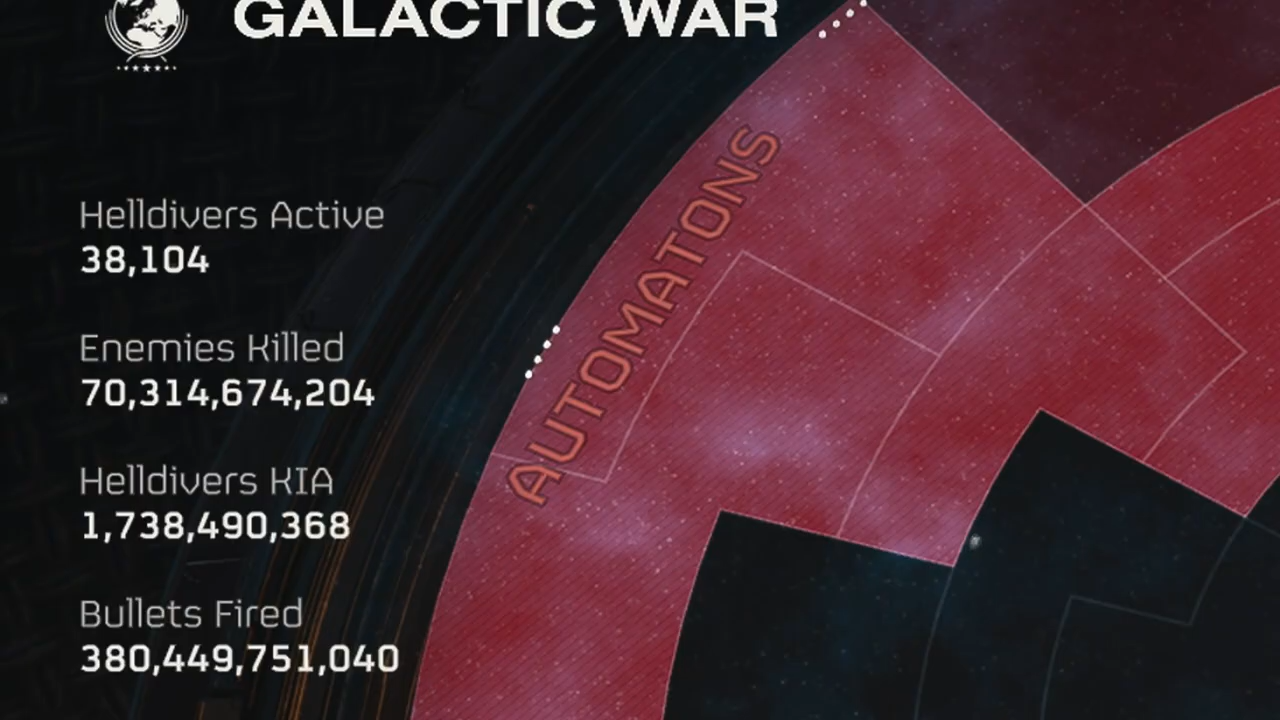 GALACTIC WAR
Helldivers Active
38,104
Enemies Killed
70,314,674,204
Helldivers KIA
1,738,490,368
Bullets Fired
380,449,751,040
AUTOMATONS